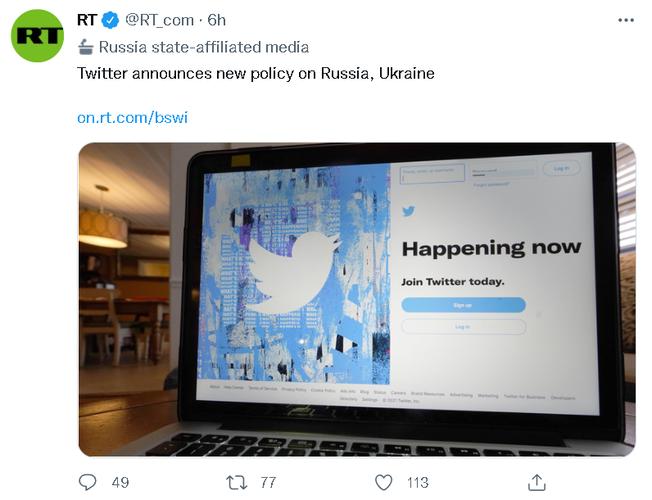 RT @RT_com · 6h
RT
Russia state-affiliated media
Twitter announces new policy on Russia, Ukraine
on.rt.com/bswi
Log in
Forgot password?
Happening now
Join Twitter today.
Sign up
Log in
About Help Center Terms of Service Privacy Policy Cookie Policy Ads info Blog Status Careers Brand Resources Advertising Marketing Twitter for Business Developers
Directory Settings © 2021 Twitter, Inc.
49 77 113